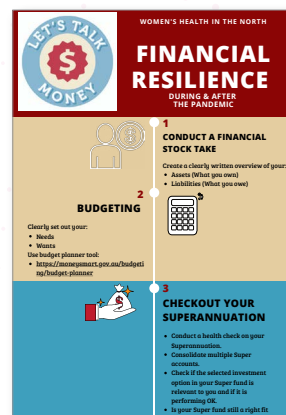 LET'S TALK
MONEY
WOMEN'S HEALTH IN THE NORTH
FINANCIAL
RESILIENCE
DURING & AFTER
THE PANDEMIC
1
CONDUCT A FINANCIAL
STOCK TAKE
Create a clearly written overview of your:
• Assets (What you own)
• Liabilities (What you owe)
2
BUDGETING
Clearly set out your:
• Needs
• Wants
Use budget planner tool:
• https://moneysmart.gov.au/budgeti
ng/budget-planner
3
CHECKOUT YOUR
SUPERANNUATION
• Conduct a health check on your
Superannuation.
• Consolidate multiple Super
accounts.
• Check if the selected investment
option in your Super fund is
relevant to you and if it is
performing OK.
• Is your Super fund still a right fit